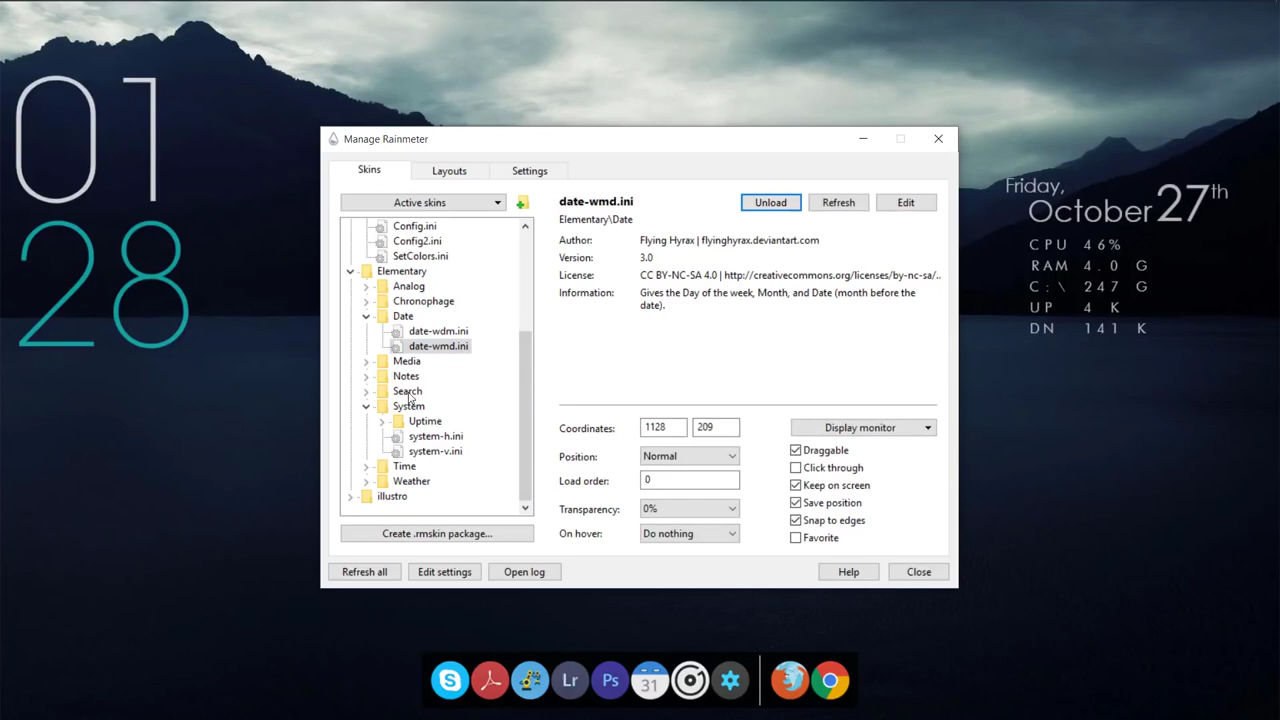 01
28
Manage Rainmeter
Skins
Layouts
Settings
Active skins
Config.ini
Config2.ini
SetColors.ini
Elementary
Analog
Chronophage
Date
date-wdm.ini
date-wmd.ini
Media
Notes
Search
System
Uptime
system-h.ini
system-v.ini
Time
Weather
illustro
Create .rmskin package...
date-wmd.ini
Unload
Refresh
Edit
Elementary\Date
Author: Flying Hyrax | flyinghyrax.deviantart.com
Version: 3.0
License: CC BY-NC-SA 4.0 | http://creativecommons.org/licenses/by-nc-sa/..
Information: Gives the Day of the week, Month, and Date (month before the
date).
Coordinates: 1128 209
Display monitor
Position: Normal
Load order: 0
Transparency: 0%
On hover: Do nothing
Draggable
Click through
Keep on screen
Save position
Snap to edges
Favorite
Refresh all
Edit settings
Open log
Help
Close
Friday,
October 27th
CPU 46%
RAM 4.0 G
C:\ 247 G
UP 4 K
DN 141 K
Lr
Ps
31